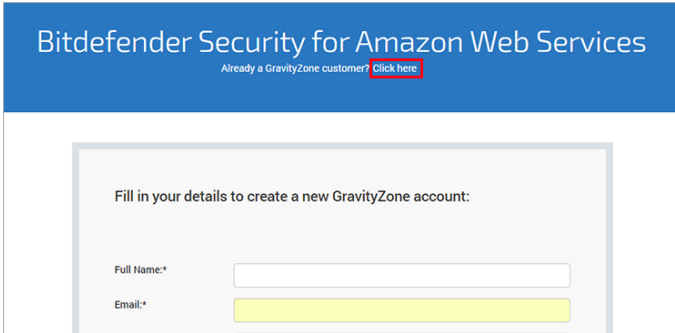 Bitdefender Security for Amazon Web Services
Already a GravityZone customer? Click here
Fill in your details to create a new GravityZone account:
Full Name:*
Email:*